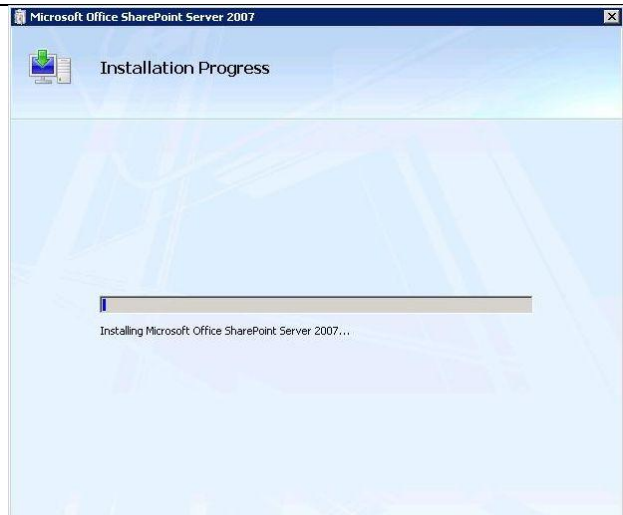 Microsoft Office SharePoint Server 2007
Installation Progress
Installing Microsoft Office SharePoint Server 2007...